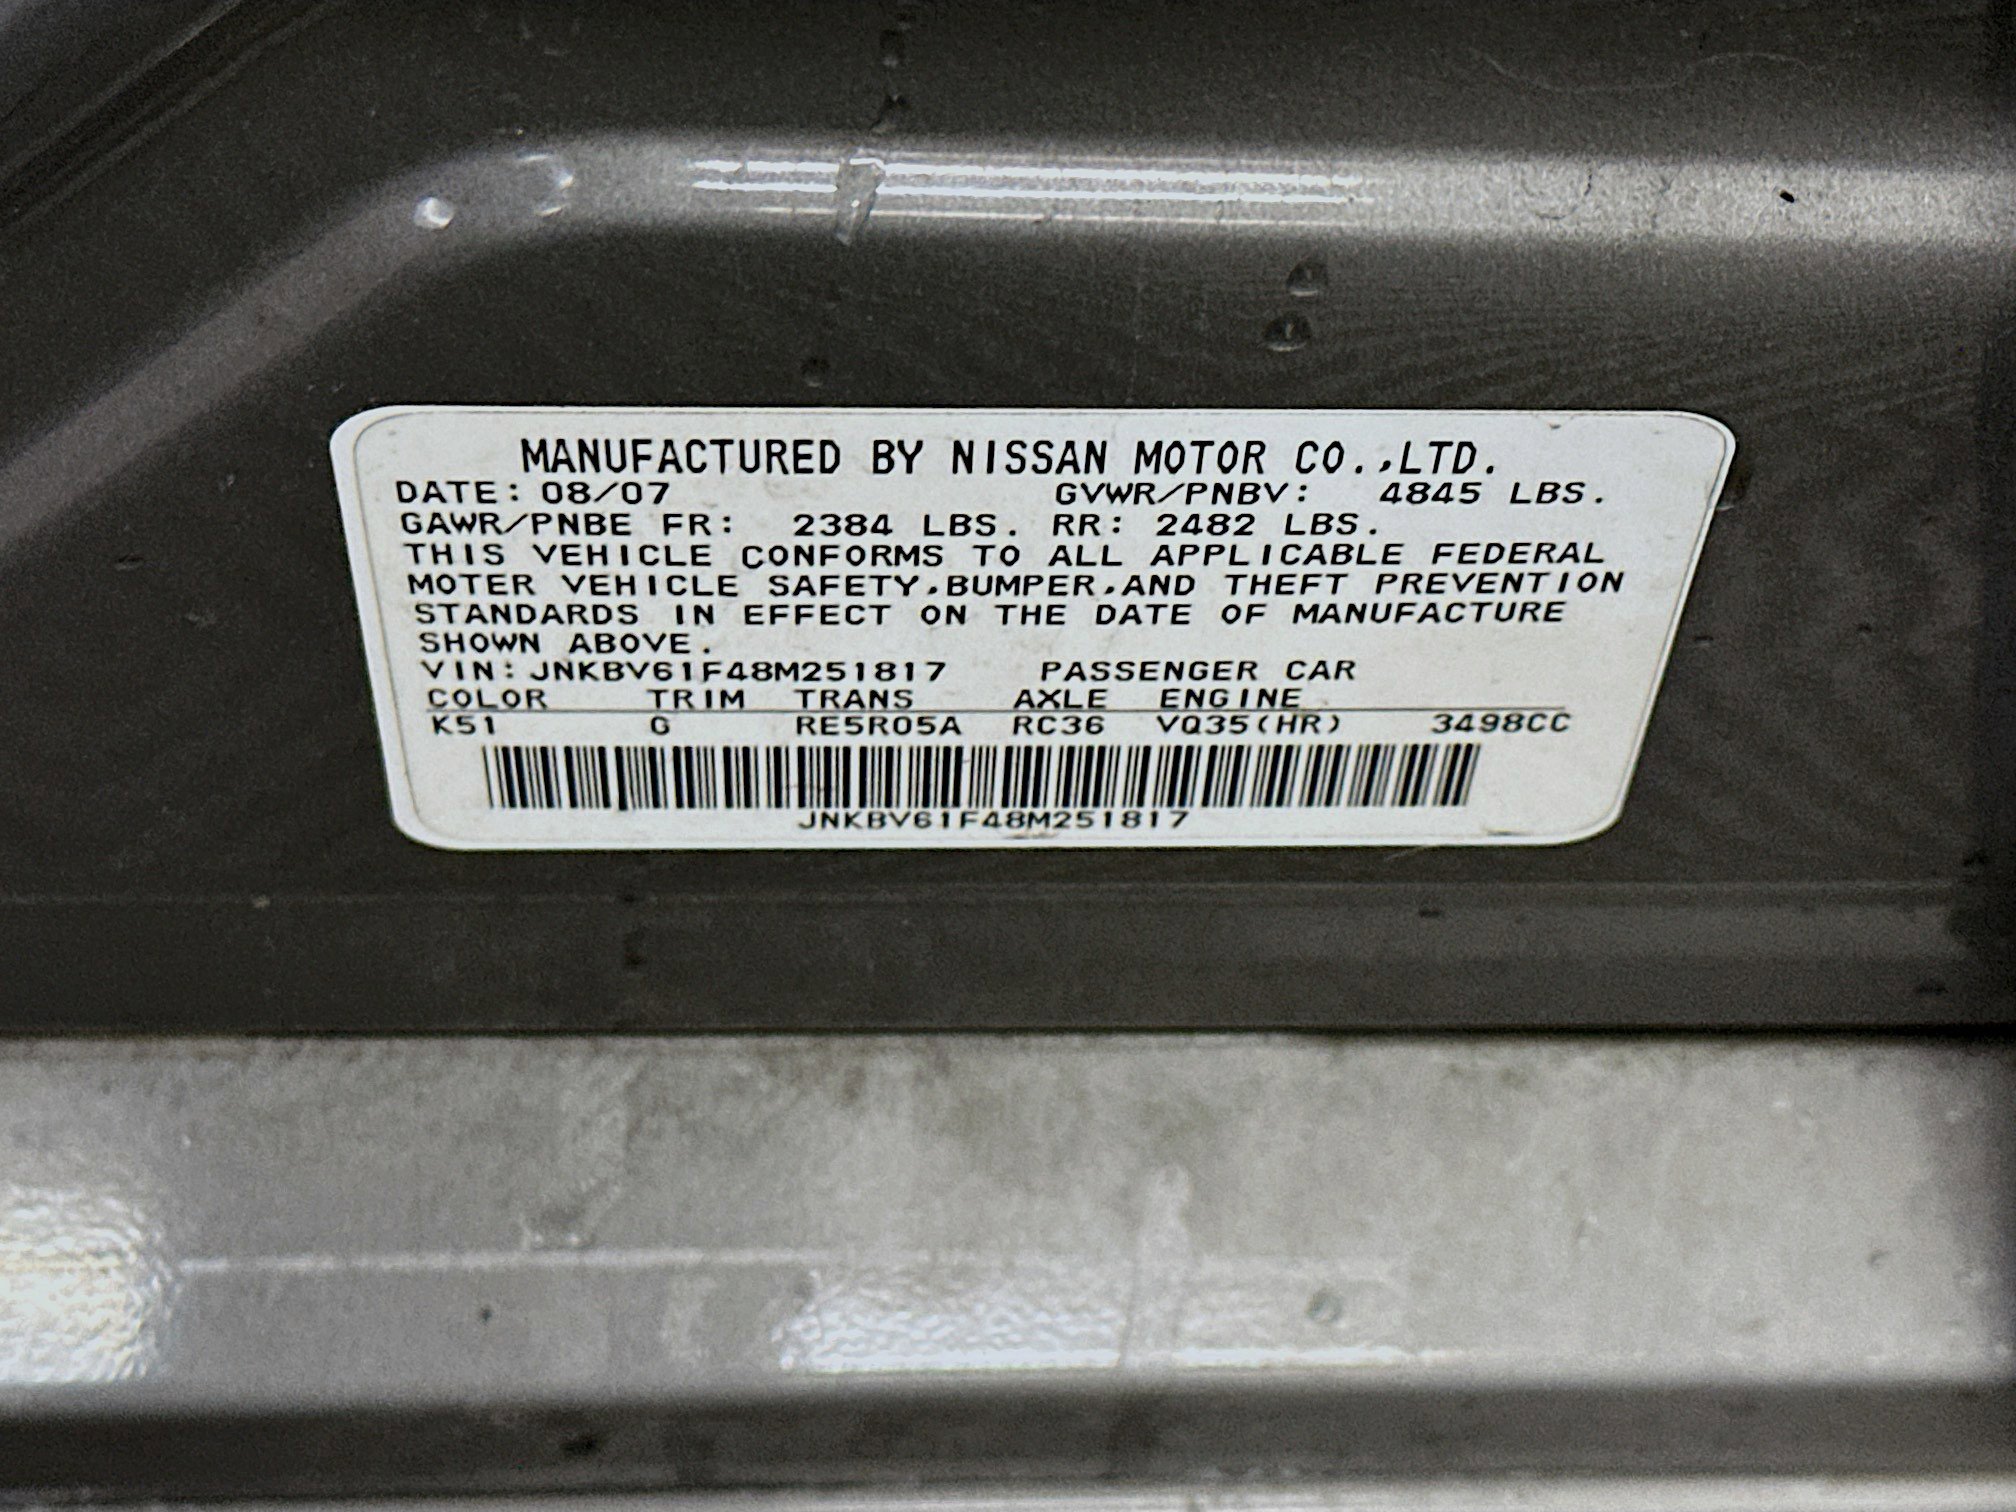 MANUFACTURED BY NISSAN MOTOR CO.,LTD.
DATE: 08/07 GVWR/PNBV: 4845 LBS.
GAWR/PNBE FR: 2384 LBS. RR: 2482 LBS.
THIS VEHICLE CONFORMS TO ALL APPLICABLE FEDERAL
MOTER VEHICLE SAFETY,BUMPER,AND THEFT PREVENTION
STANDARDS IN EFFECT ON THE DATE OF MANUFACTURE
SHOWN ABOVE.
VIN: JNKBV61F48M251817 PASSENGER CAR
COLOR TRIM TRANS AXLE ENGINE
K51 G RE5R05A RC36 VQ35(HR) 3498CC
JNKBV61F48M251817